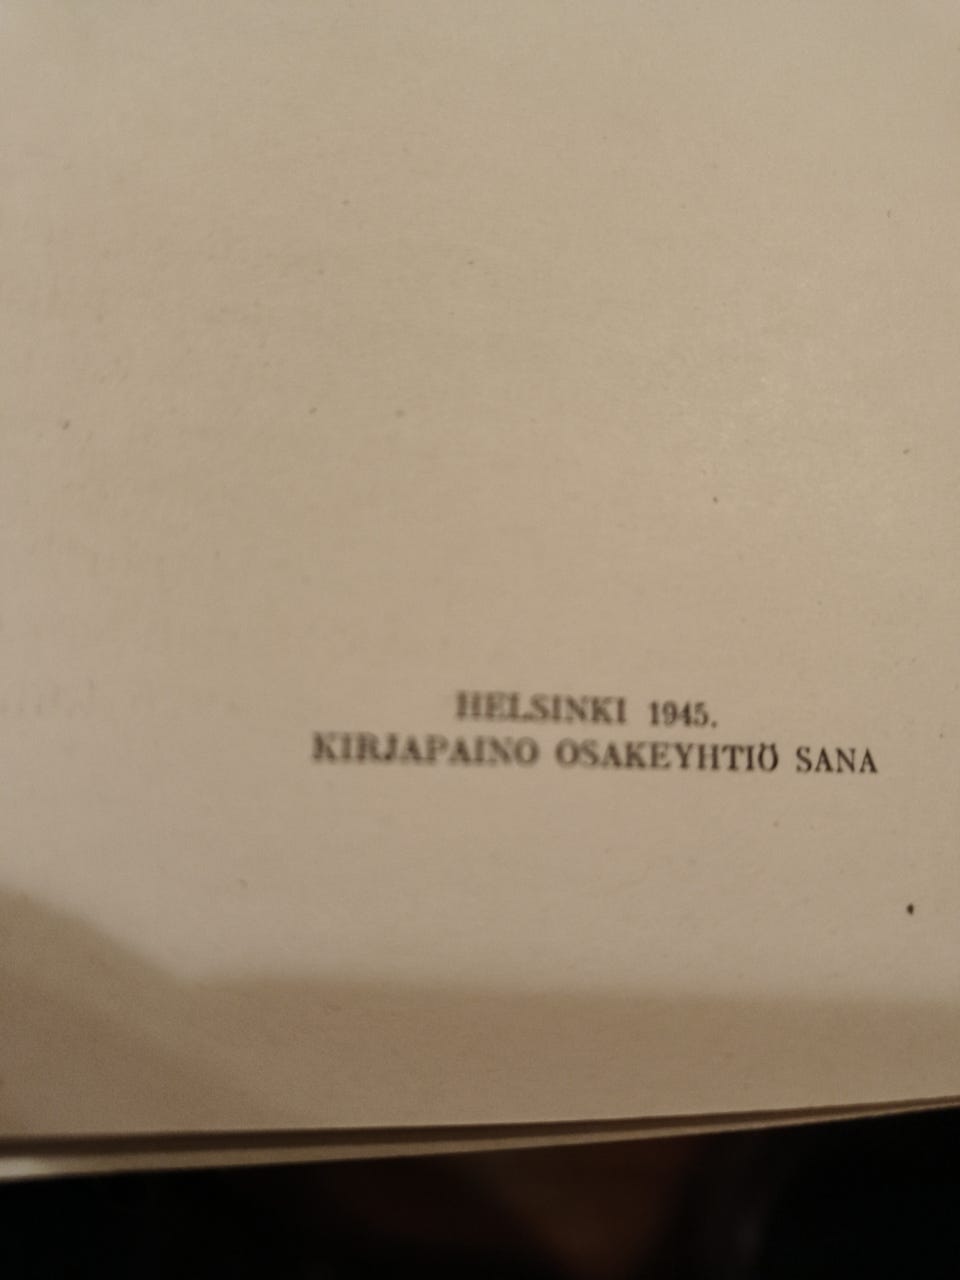 HELSINKI 1945.
KIRJAPAINO OSAKEYHTIÖ SANA